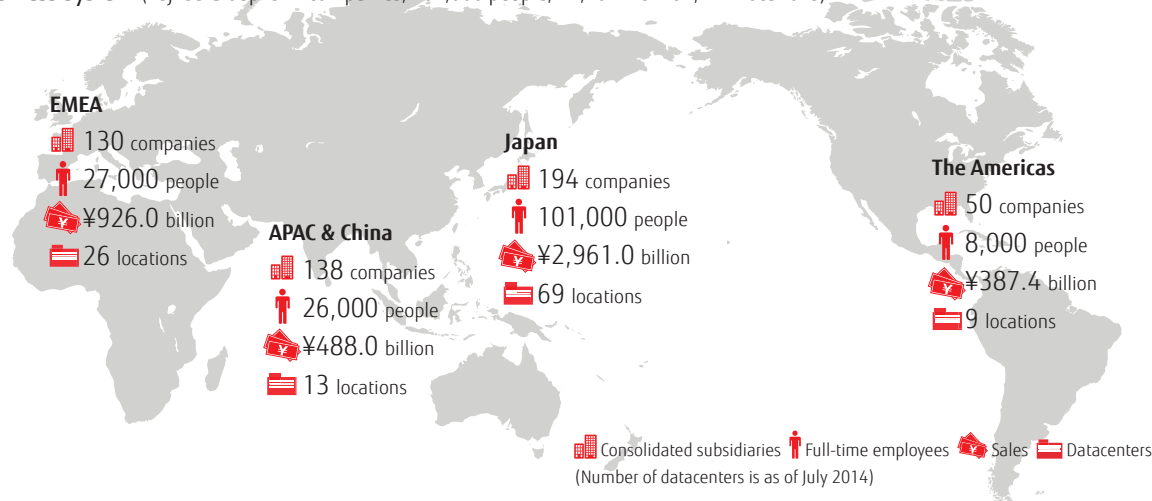 EMEA
130 companies
27,000 people
¥926.0 billion
26 locations
APAC & China
138 companies
26,000 people
¥488.0 billion
13 locations
Japan
194 companies
101,000 people
¥2,961.0 billion
69 locations
The Americas
50 companies
8,000 people
¥387.4 billion
9 locations
Consolidated subsidiaries Full-time employees Sales Datacenters
(Number of datacenters is as of July 2014)